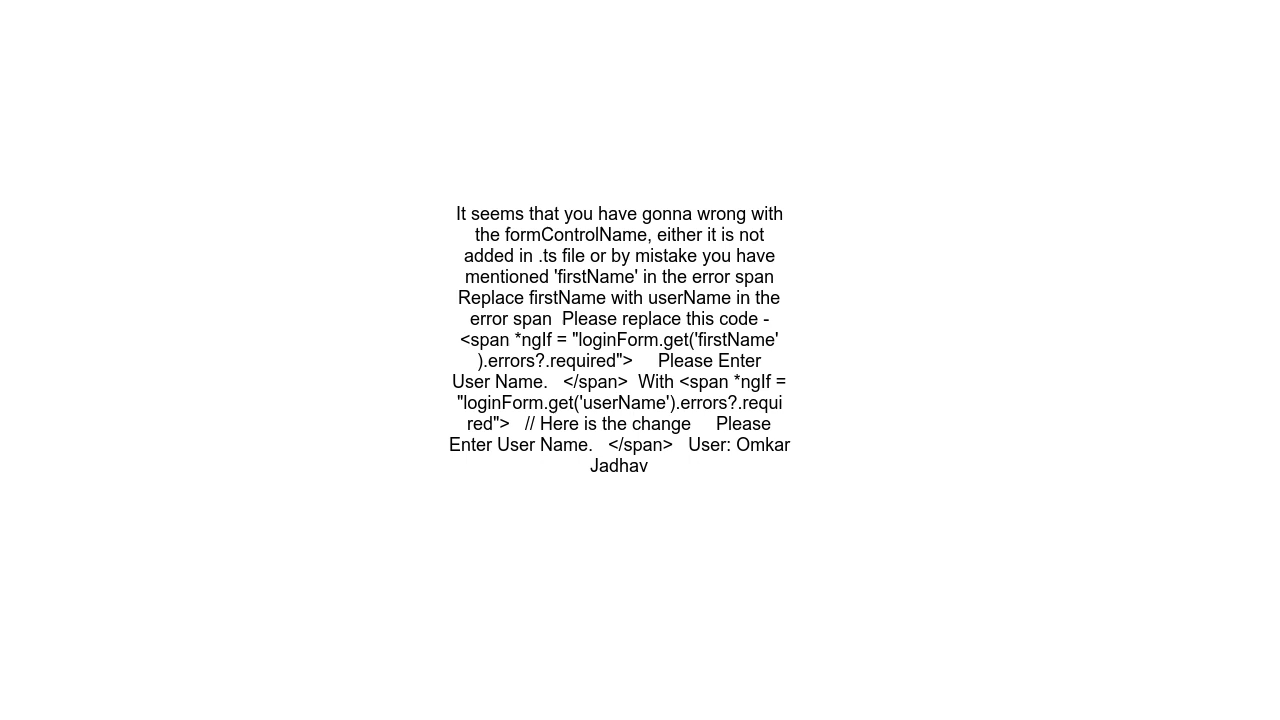 It seems that you have gonna wrong with
the formControlName, either it is not
added in .ts file or by mistake you have
mentioned 'firstName' in the error span
Replace firstName with userName in the
error span  Please replace this code -
<span *ngIf = "loginForm.get('firstName'
).errors?.required">     Please Enter
User Name.   </span>  With <span *ngIf =
"loginForm.get('userName').errors?.requi
red">   // Here is the change     Please
Enter User Name.   </span>   User: Omkar
Jadhav